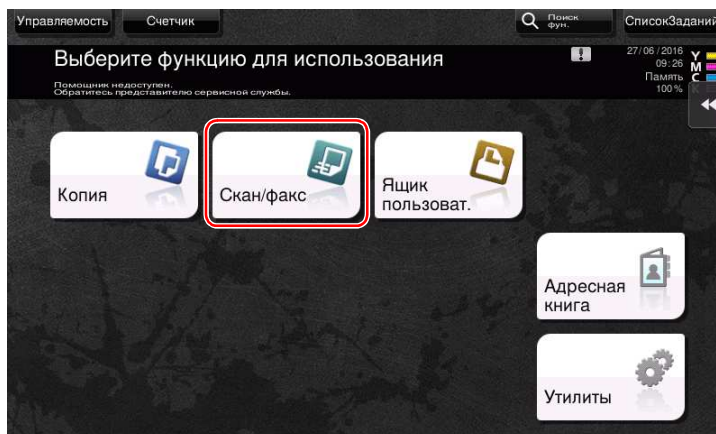 Управляемость
Счетчик
Поиск
фун.
СписокЗаданий
Выберите функцию для использования
Помощник недоступен.
Обратитесь представителю сервисной службы.
27/06/2016
09:26
Память
100%
Y
M
C
K
Копия
Скан/факс
Ящик
пользоват.
Адресная
книга
Утилиты